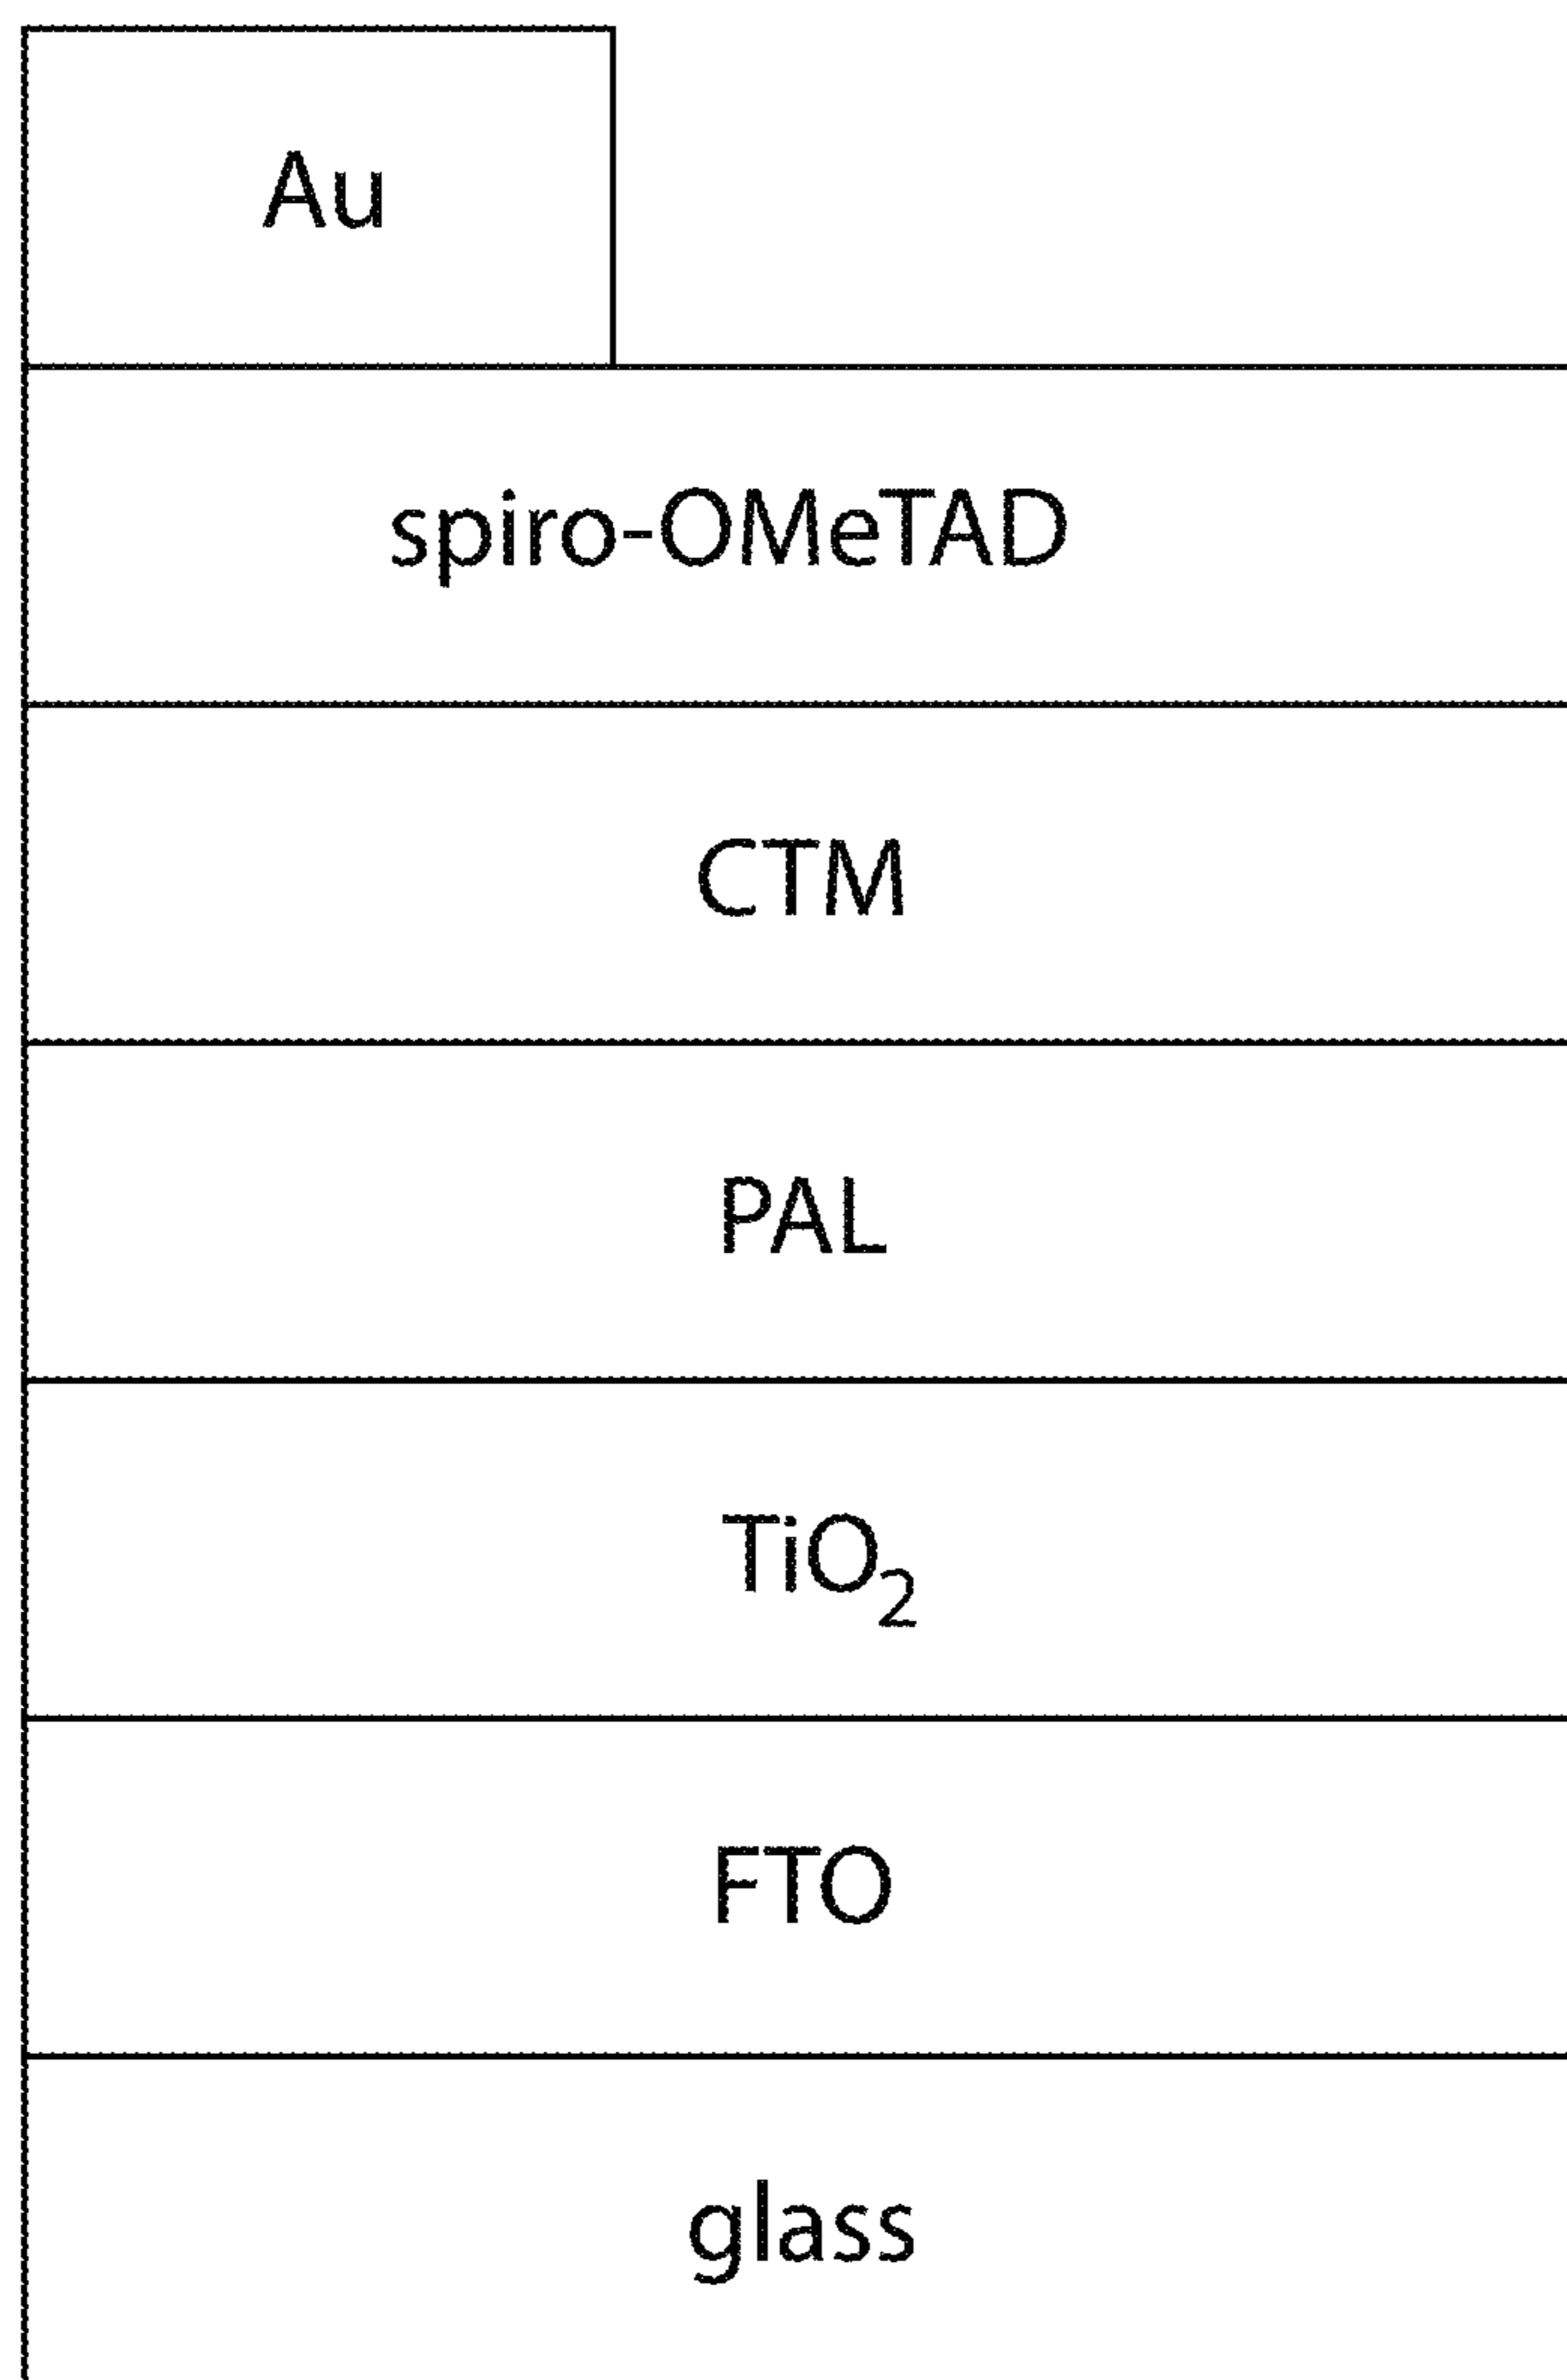 Au
spiro-OMeTAD
CTM
PAL
TiO₂
FTO
glass